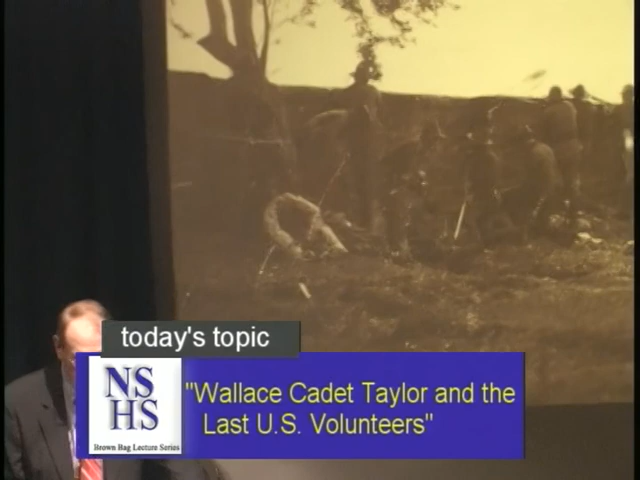 today's topic
NS
HS
Brown Bag Lecture Series
"Wallace Cadet Taylor and the
Last U.S. Volunteers"